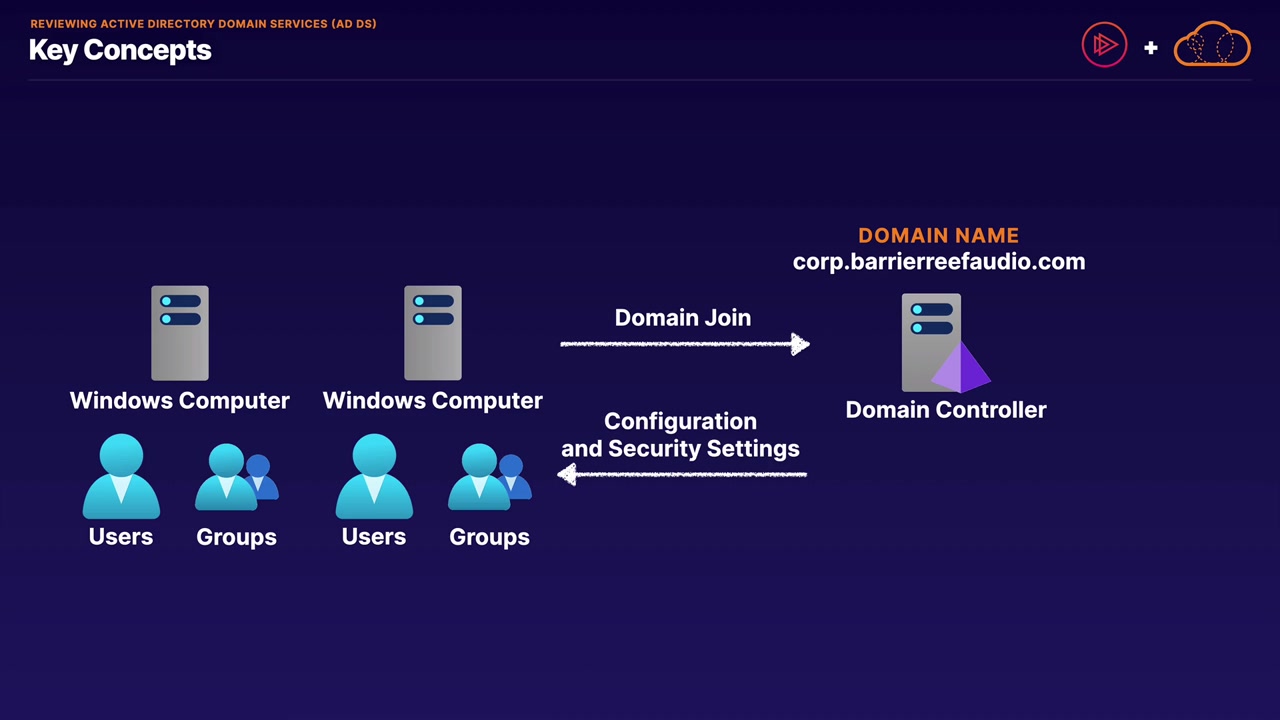 REVIEWING ACTIVE DIRECTORY DOMAIN SERVICES (AD DS)
Key Concepts
+
DOMAIN NAME
corp.barrierreefaudio.com
Domain Join
Windows Computer
Windows Computer
Domain Controller
Configuration
and Security Settings
Users
Groups
Users
Groups